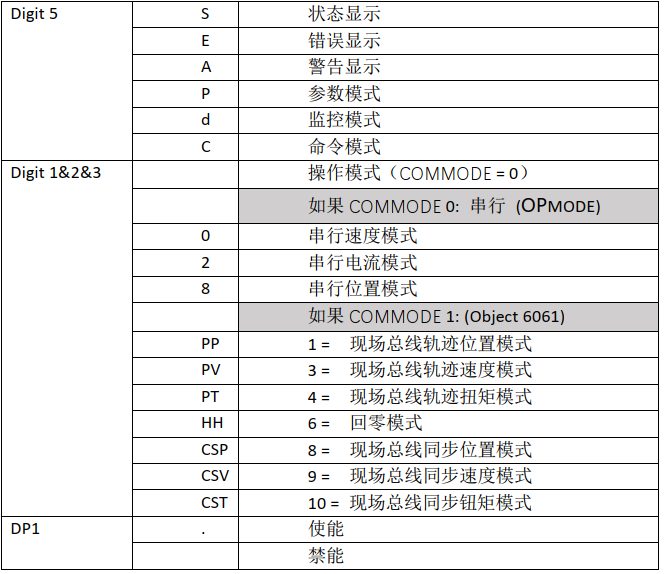 Digit 5 S 状态显示
E 错误显示
A 警告显示
P 参数模式
d 监控模式
C 命令模式
Digit 1&2&3 操作模式（COMMODE = 0）
如果 COMMODE 0: 串行 (OPMODE)
0 串行速度模式
2 串行电流模式
8 串行位置模式
如果 COMMODE 1: (Object 6061)
PP 1 = 现场总线轨迹位置模式
PV 3 = 现场总线轨迹速度模式
PT 4 = 现场总线轨迹扭矩模式
HH 6 = 回零模式
CSP 8 = 现场总线同步位置模式
CSV 9 = 现场总线同步速度模式
CST 10 = 现场总线同步钮矩模式
DP1 . 使能
禁能